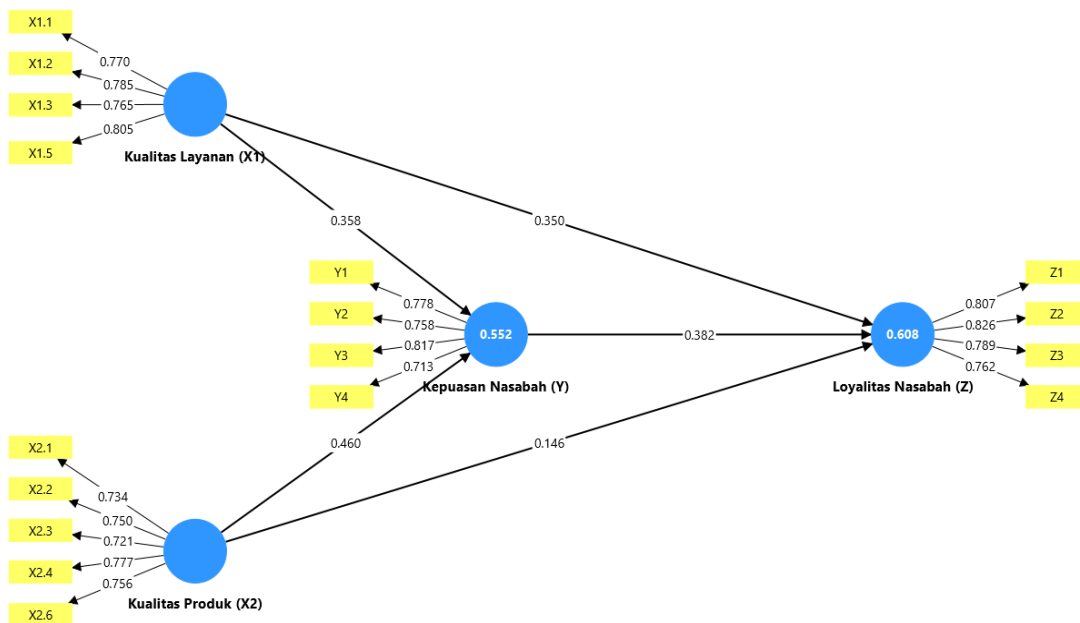 X1.1
0.770
X1.2
0.785
X1.3
0.765
0.805
X1.5
Kualitas Layanan (X1)
0.358
0.350
Y1
0.778
Y2
0.758
Y3
0.817
0.713
Y4
0.552
Kepuasan Nasabah (Y)
0.382
0.608
Loyalitas Nasabah (Z)
Z1
0.807
Z2
0.826
0.789
Z3
0.762
Z4
0.460
0.146
X2.1
0.734
X2.2
0.750
X2.3
0.721
X2.4
0.777
0.756
X2.6
Kualitas Produk (X2)